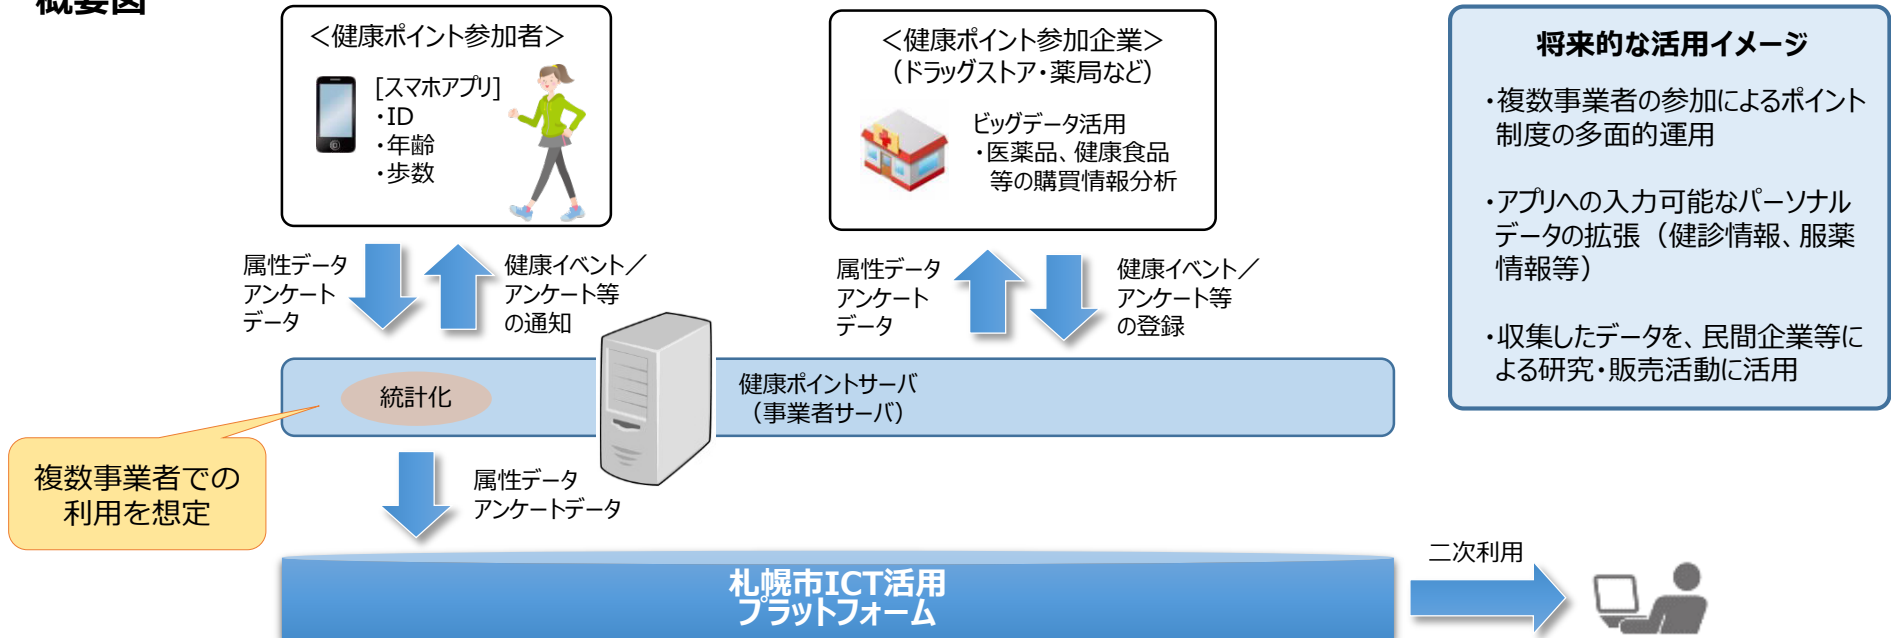 概要図
＜健康ポイント参加者＞
[スマホアプリ]
・ID
・年齢
・歩数
＜健康ポイント参加企業＞
（ドラッグストア・薬局など）
ビッグデータ活用
・医薬品、健康食品
等の購買情報分析
属性データ
アンケート
データ
健康イベント／
アンケート等
の通知
属性データ
アンケート
データ
健康イベント／
アンケート等
の登録
統計化
健康ポイントサーバ
（事業者サーバ）
複数事業者での
利用を想定
属性データ
アンケートデータ
札幌市ICT活用
プラットフォーム
二次利用
将来的な活用イメージ
・複数事業者の参加によるポイント
制度の多面的運用
・アプリへの入力可能なパーソナル
データの拡張（健診情報、服薬
情報等）
・収集したデータを、民間企業等に
よる研究・販売活動に活用